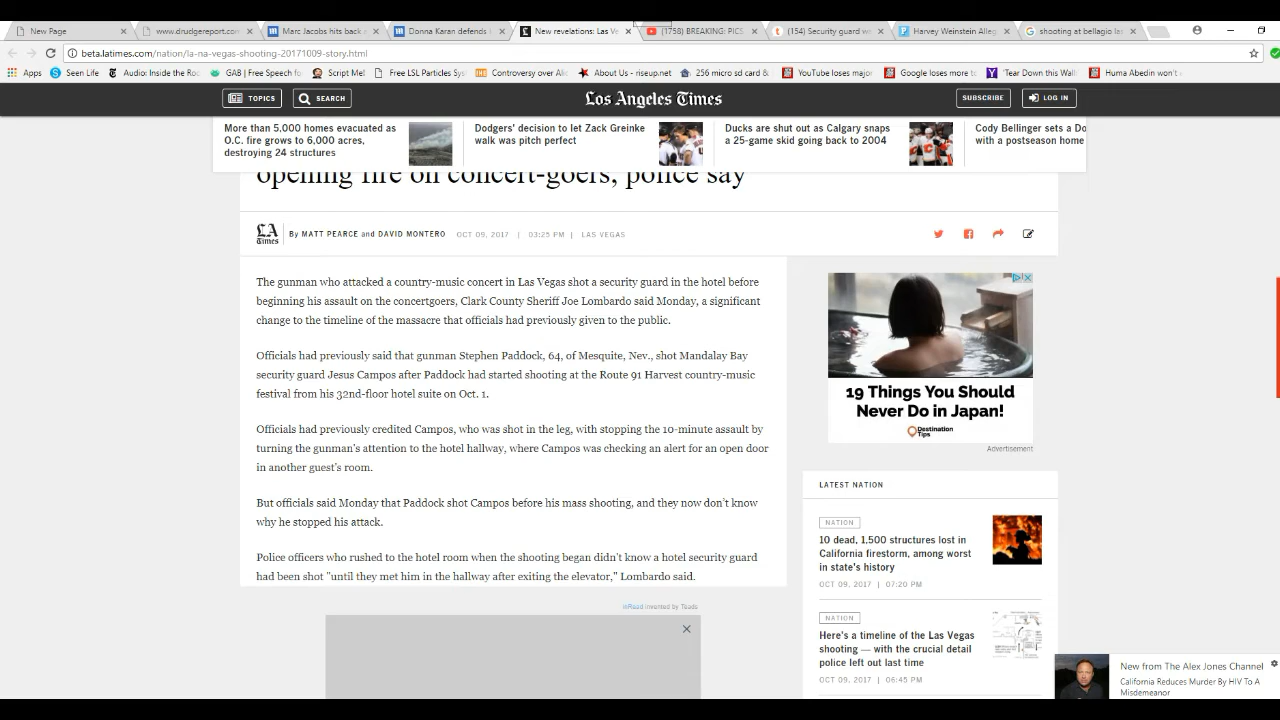 New Page
www.drudgereport.com
Marc Jacobs hits back
Donna Karan defends
New revelations: Las Ve
(1758) BREAKING: PICS
(154) Security guard w
Harvey Weinstein Alleg
shooting at bellagio la
beta.latimes.com/nation/la-na-vegas-shooting-20171009-story.html
Apps
Seen Life
Audio: Inside the Ro
GAB | Free Speech fo
Script Mel
Free LSL Particles Sys
Controversy over Ali
About Us - riseup.net
256 micro sd card &
YouTube loses major
Google loses more to
'Tear Down this Wall
Huma Abedin won't
TOPICS
SEARCH
Los Angeles Times
SUBSCRIBE
LOG IN
More than 5,000 homes evacuated as
O.C. fire grows to 6,000 acres,
destroying 24 structures
Dodgers' decision to let Zack Greinke
walk was pitch perfect
Ducks are shut out as Calgary snaps
a 25-game skid going back to 2004
Cody Bellinger sets a Do
with a postseason home
opening fire on concert-goers, police say
LA Times
By MATT PEARCE and DAVID MONTERO
OCT 09, 2017 | 03:25 PM | LAS VEGAS
The gunman who attacked a country-music concert in Las Vegas shot a security guard in the hotel before
beginning his assault on the concertgoers, Clark County Sheriff Joe Lombardo said Monday, a significant
change to the timeline of the massacre that officials had previously given to the public.
Officials had previously said that gunman Stephen Paddock, 64, of Mesquite, Nev., shot Mandalay Bay
security guard Jesus Campos after Paddock had started shooting at the Route 91 Harvest country-music
festival from his 32nd-floor hotel suite on Oct. 1.
Officials had previously credited Campos, who was shot in the leg, with stopping the 10-minute assault by
turning the gunman's attention to the hotel hallway, where Campos was checking an alert for an open door
in another guest's room.
But officials said Monday that Paddock shot Campos before his mass shooting, and they now don't know
why he stopped his attack.
Police officers who rushed to the hotel room when the shooting began didn't know a hotel security guard
had been shot "until they met him in the hallway after exiting the elevator," Lombardo said.
inRead invented by Teads
19 Things You Should
Never Do in Japan!
Destination
Tips
Advertisement
LATEST NATION
NATION
10 dead, 1,500 structures lost in
California firestorm, among worst
in state's history
OCT 09, 2017 | 07:20 PM
NATION
Here's a timeline of the Las Vegas
shooting — with the crucial detail
police left out last time
OCT 09, 2017 | 06:45 PM
New from The Alex Jones Channel
California Reduces Murder By HIV To A
Misdemeanor